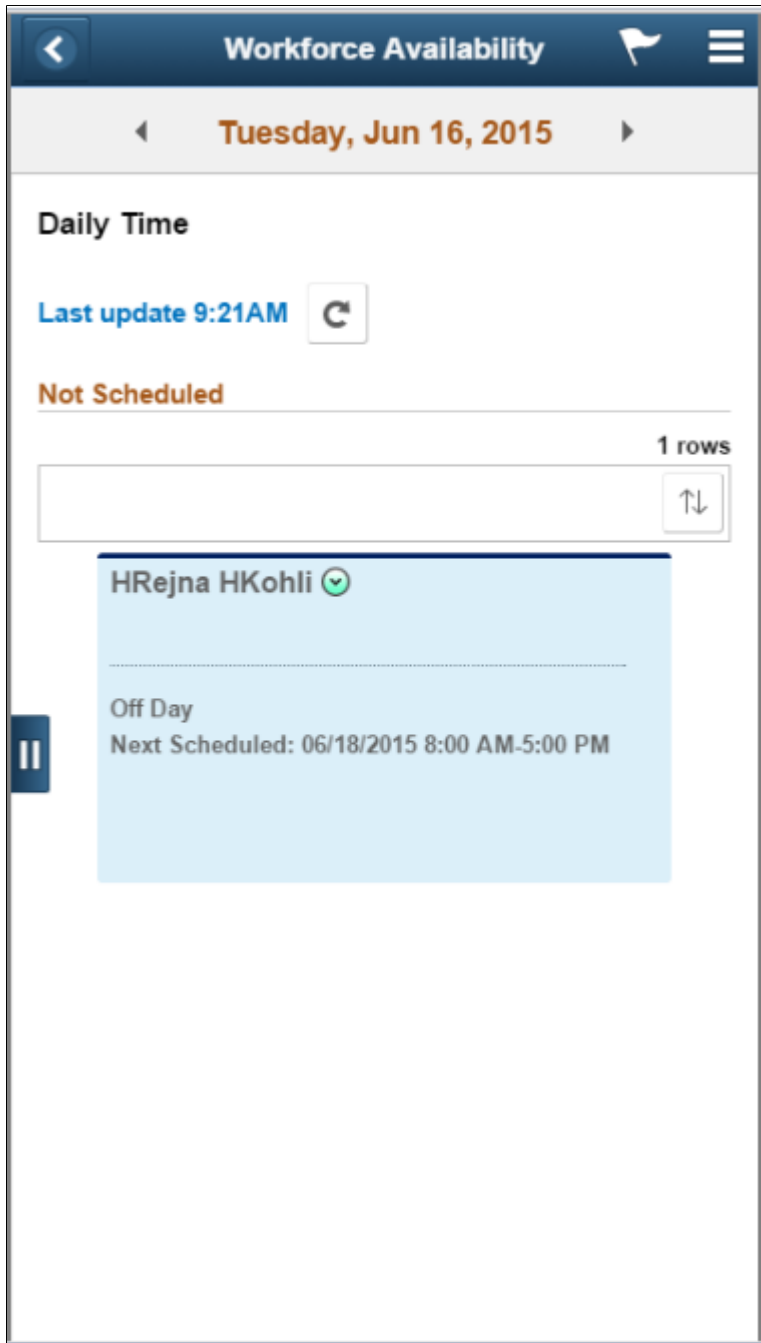 Workforce Availability
Tuesday, Jun 16, 2015
Daily Time
Last update 9:21AM
Not Scheduled
1 rows
HRejna HKohli
Off Day
Next Scheduled: 06/18/2015 8:00 AM-5:00 PM